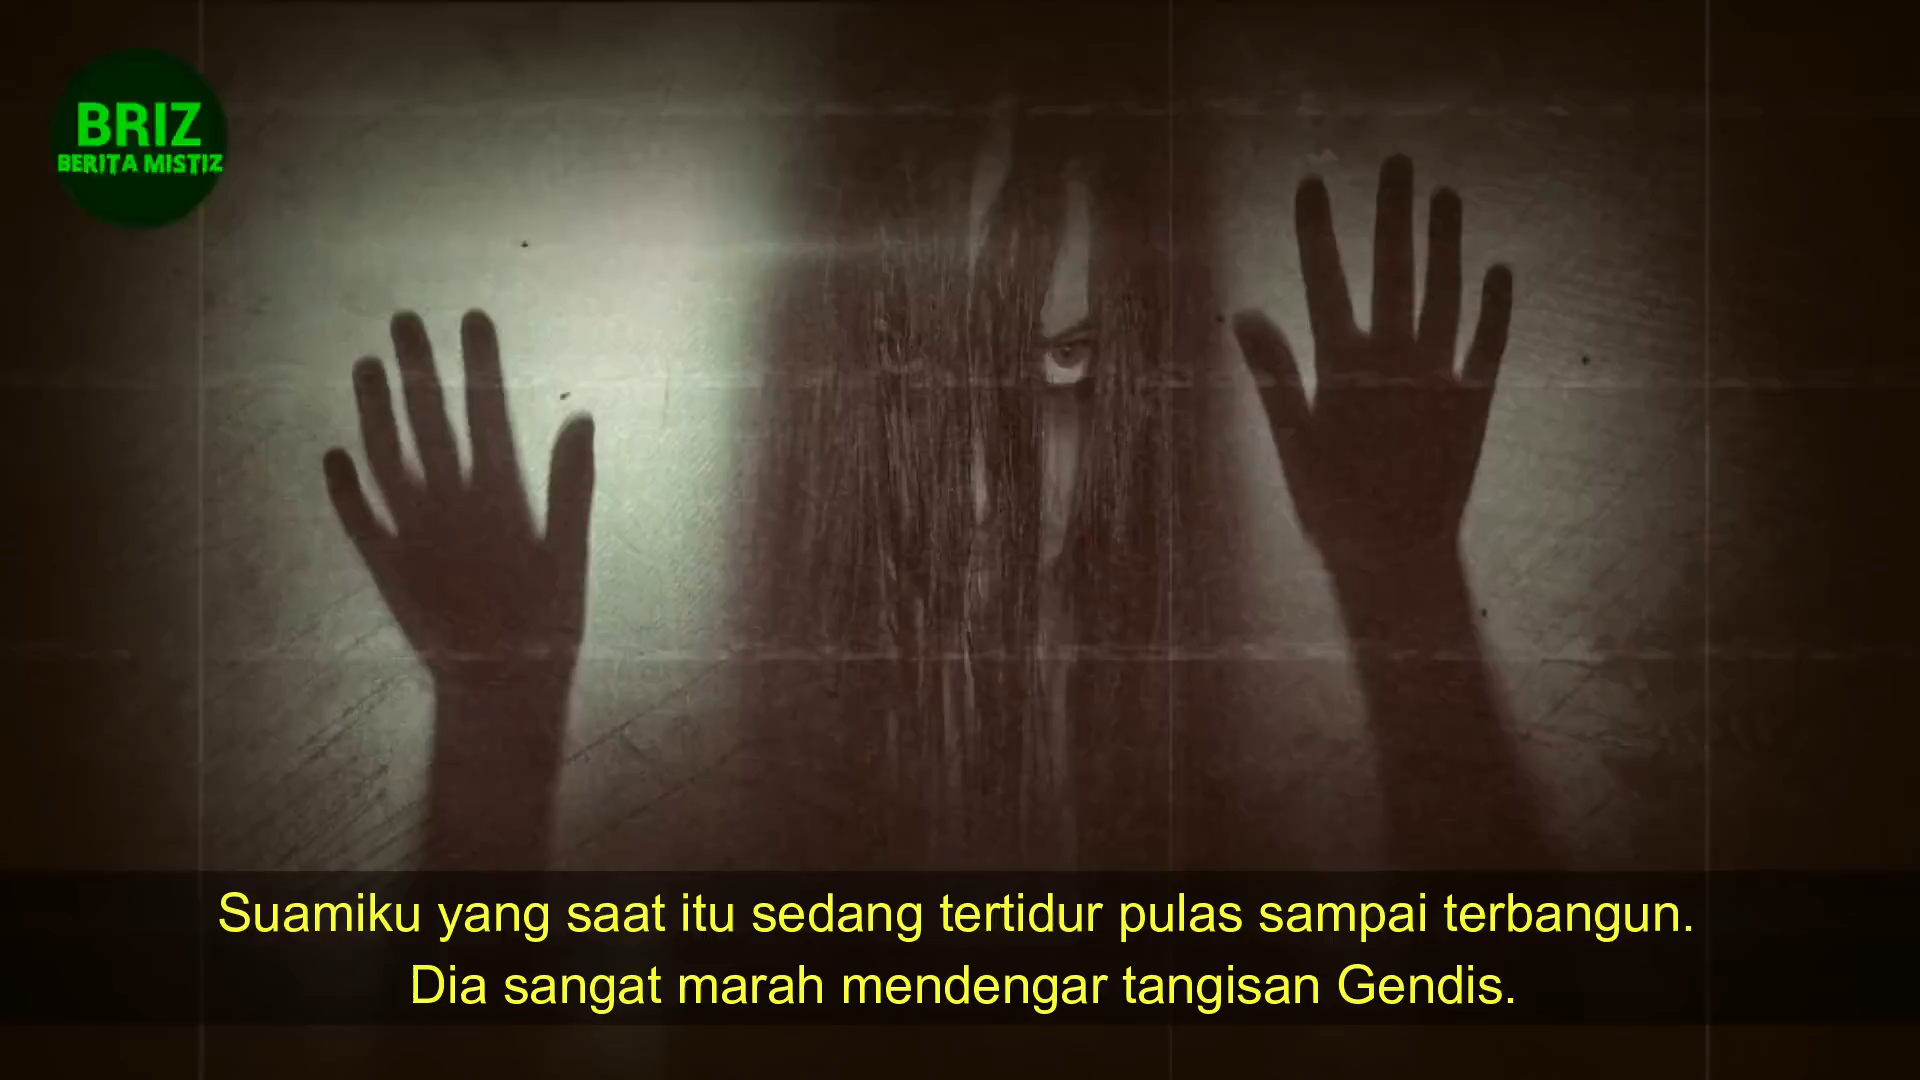 BRIZ
BERITA MISTIZ
Suamiku yang saat itu sedang tertidur pulas sampai terbangun.
Dia sangat marah mendengar tangisan Gendis.